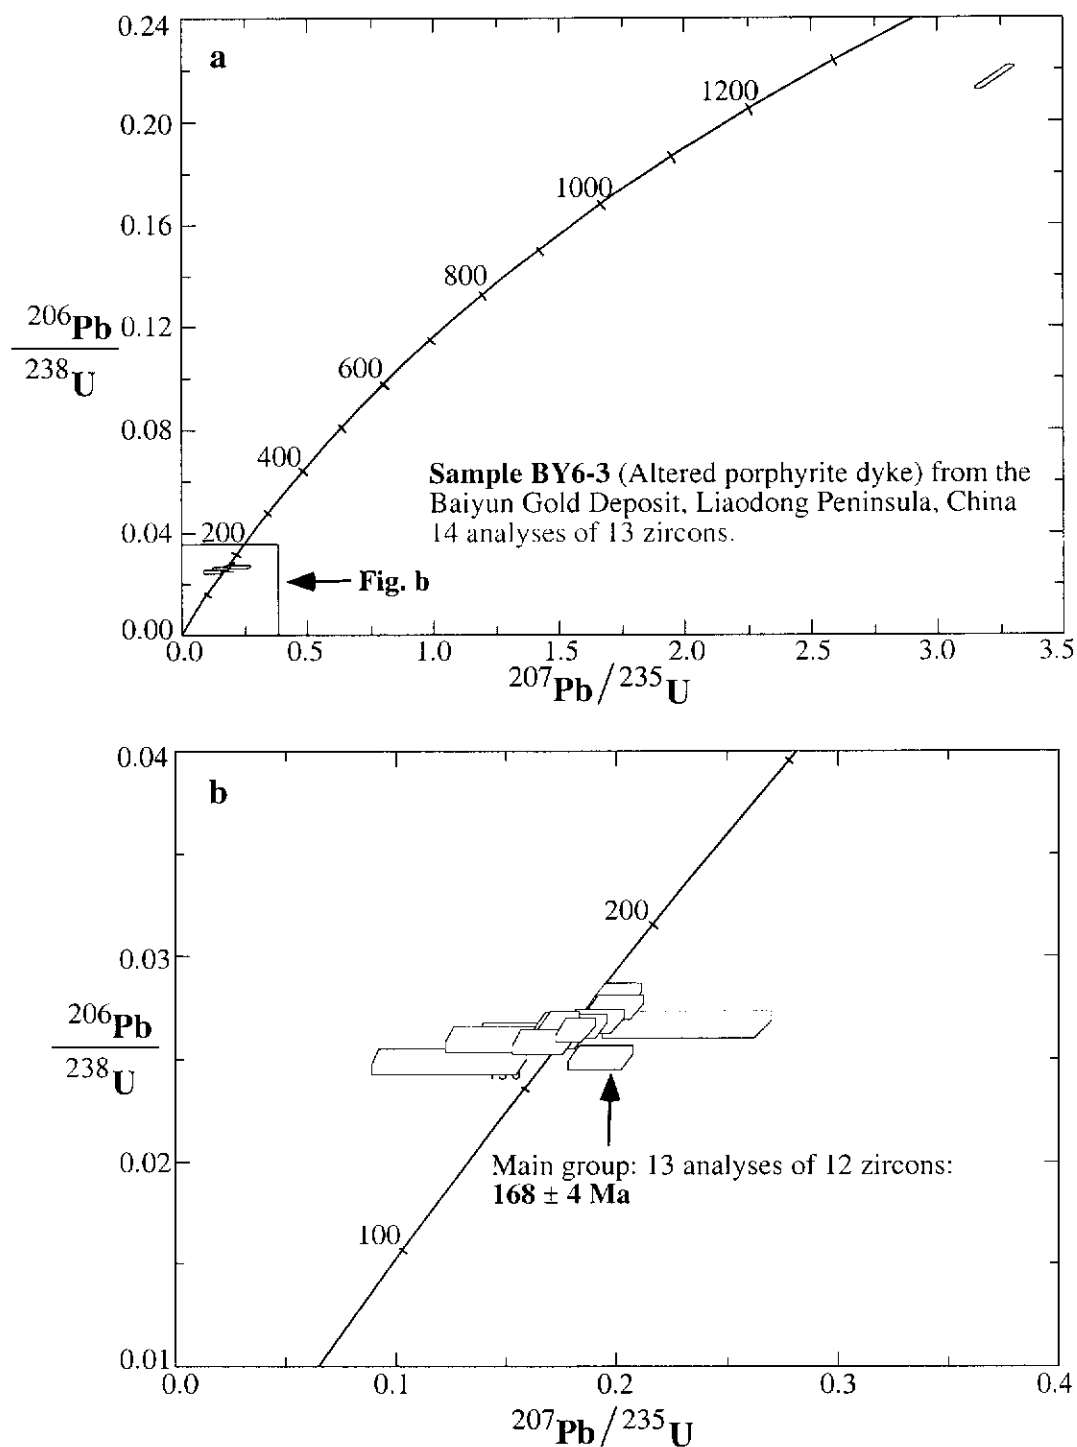 a
0.24
0.20
0.16
0.12
0.08
0.04
0.00
206Pb
238U
1200
1000
800
600
400
200
Sample BY6-3 (Altered porphyrite dyke) from the
Baiyun Gold Deposit, Liaodong Peninsula, China
14 analyses of 13 zircons.
Fig. b
0.0 0.5 1.0 1.5 2.0 2.5 3.0 3.5
207Pb/235U
b
0.04
0.03
0.02
0.01
206Pb
238U
200
100
Main group: 13 analyses of 12 zircons:
168 ± 4 Ma
0.0 0.1 0.2 0.3 0.4
207Pb/235U